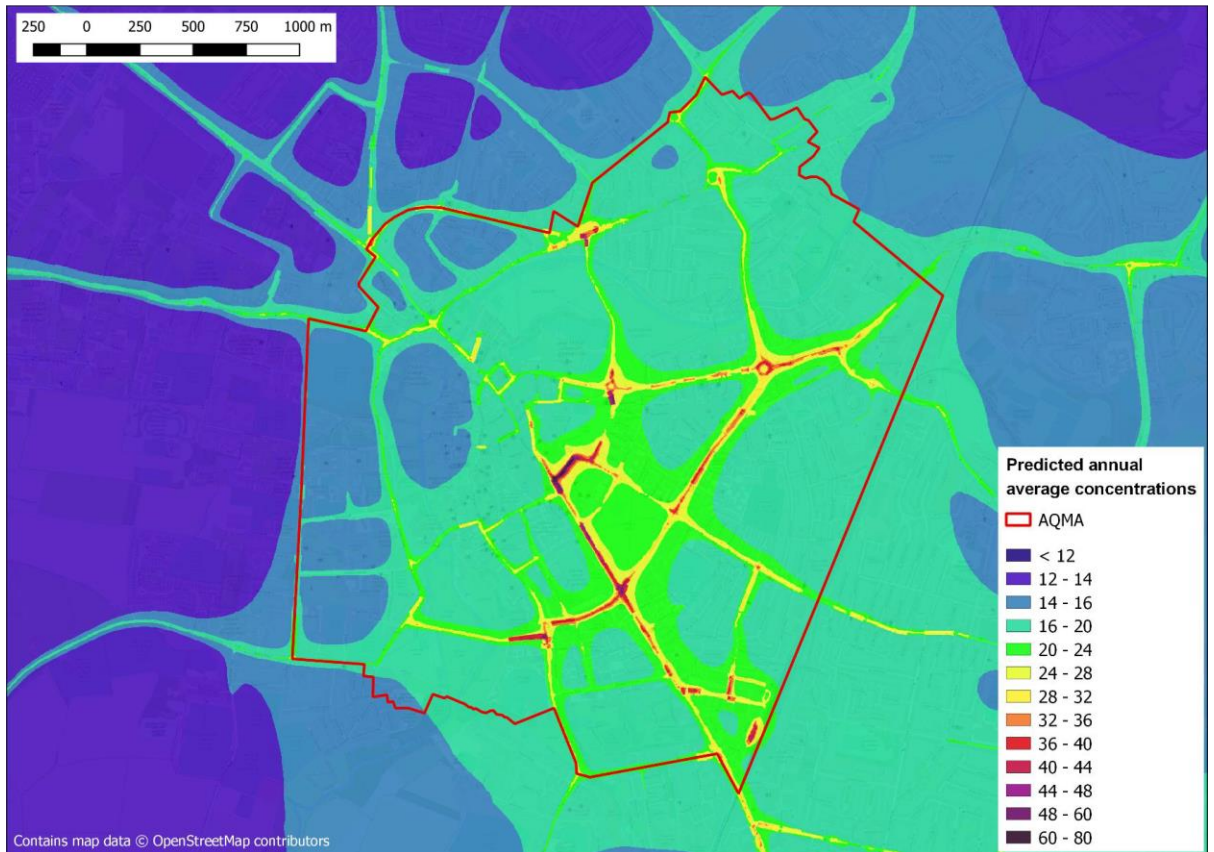 250 0 250 500 750 1000 m
Predicted annual
average concentrations
AQMA
< 12
12 - 14
14 - 16
16 - 20
20 - 24
24 - 28
28 - 32
32 - 36
36 - 40
40 - 44
44 - 48
48 - 60
60 - 80
Contains map data © OpenStreetMap contributors